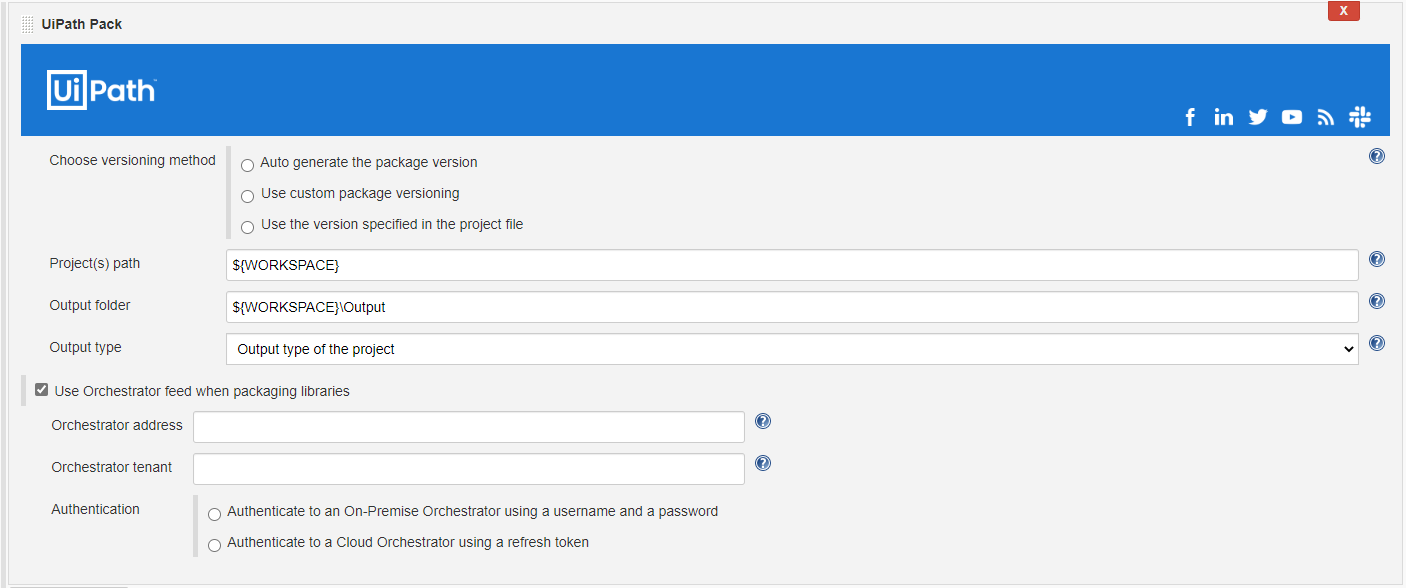 X
UiPath Pack
UiPath™
Choose versioning method
Auto generate the package version
Use custom package versioning
Use the version specified in the project file
Project(s) path
${WORKSPACE}
Output folder
${WORKSPACE}\Output
Output type
Output type of the project
Use Orchestrator feed when packaging libraries
Orchestrator address
Orchestrator tenant
Authentication
Authenticate to an On-Premise Orchestrator using a username and a password
Authenticate to a Cloud Orchestrator using a refresh token